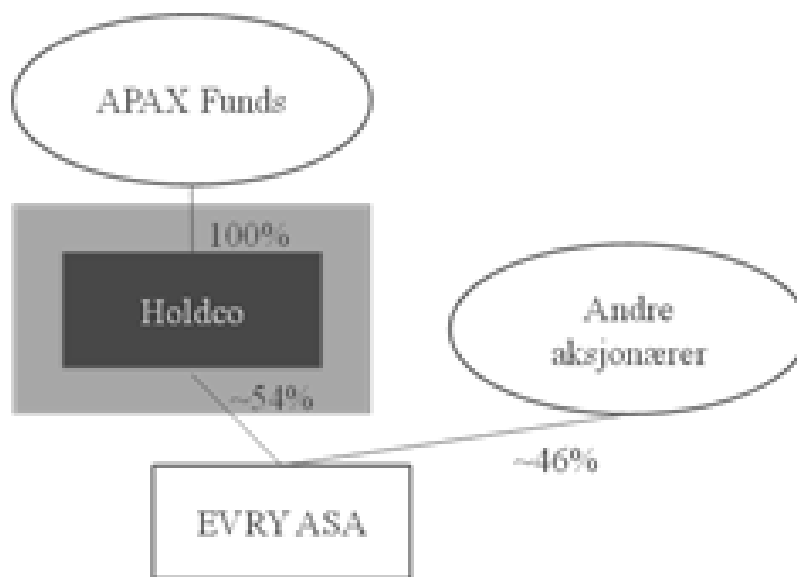 APAX Funds
100%
Holdco
Andre
aksjonærer
~54%
~46%
EVRY ASA